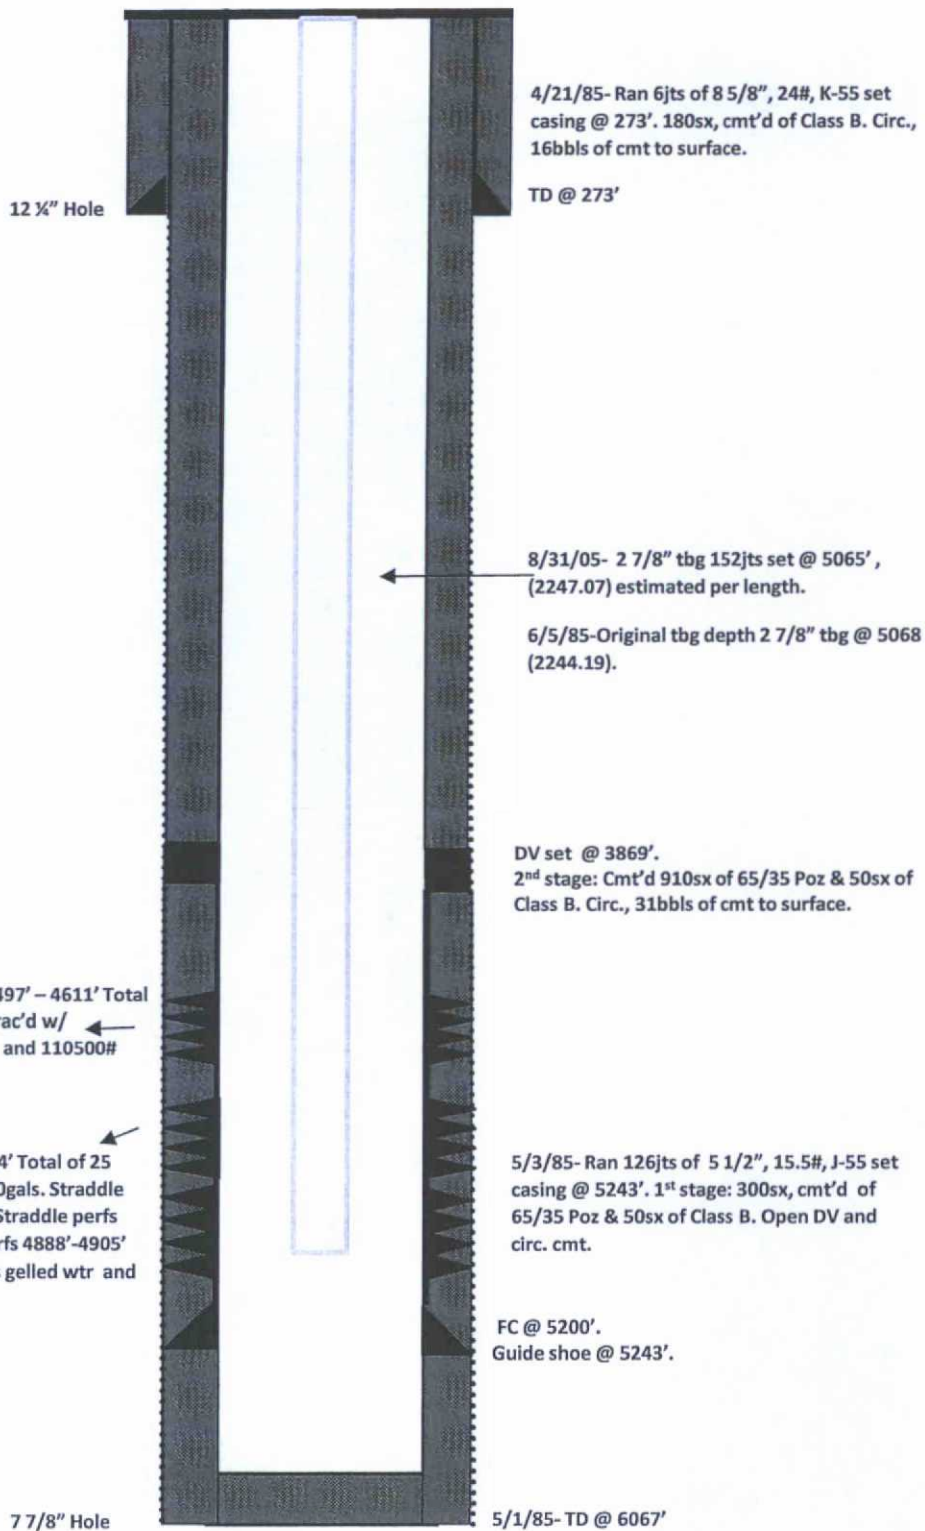 4/21/85- Ran 6jts of 8 5/8”, 24#, K-55 set
casing @ 273’. 180sx, cmt’d of Class B. Circ.,
16bbls of cmt to surface.
TD @ 273’
12 ¼” Hole
8/31/05- 2 7/8” tbg 152jts set @ 5065’ ,
(2247.07) estimated per length.
6/5/85-Original tbg depth 2 7/8” tbg @ 5068
(2244.19).
DV set @ 3869’.
2nd stage: Cmt’d 910sx of 65/35 Poz & 50sx of
Class B. Circ., 31bbls of cmt to surface.
497’ – 4611’ Total
rac’d w/
and 110500#
4’ Total of 25
0gals. Straddle
Straddle perfs
rfs 4888’-4905’
gelled wtr and
5/3/85- Ran 126jts of 5 1/2”, 15.5#, J-55 set
casing @ 5243’. 1st stage: 300sx, cmt’d of
65/35 Poz & 50sx of Class B. Open DV and
circ. cmt.
FC @ 5200’.
Guide shoe @ 5243’.
7 7/8” Hole
5/1/85- TD @ 6067’